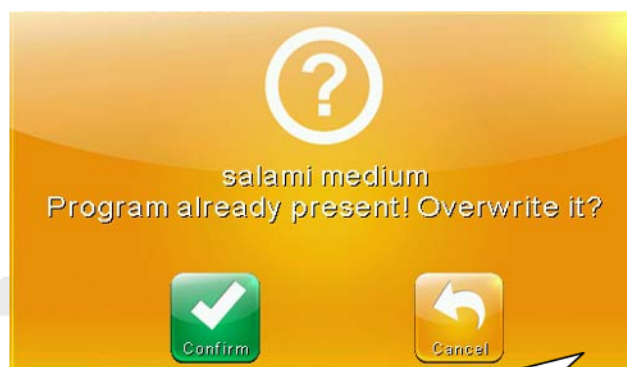 ?
salami medium
Program already present! Overwrite it?
Confirm
Cancel